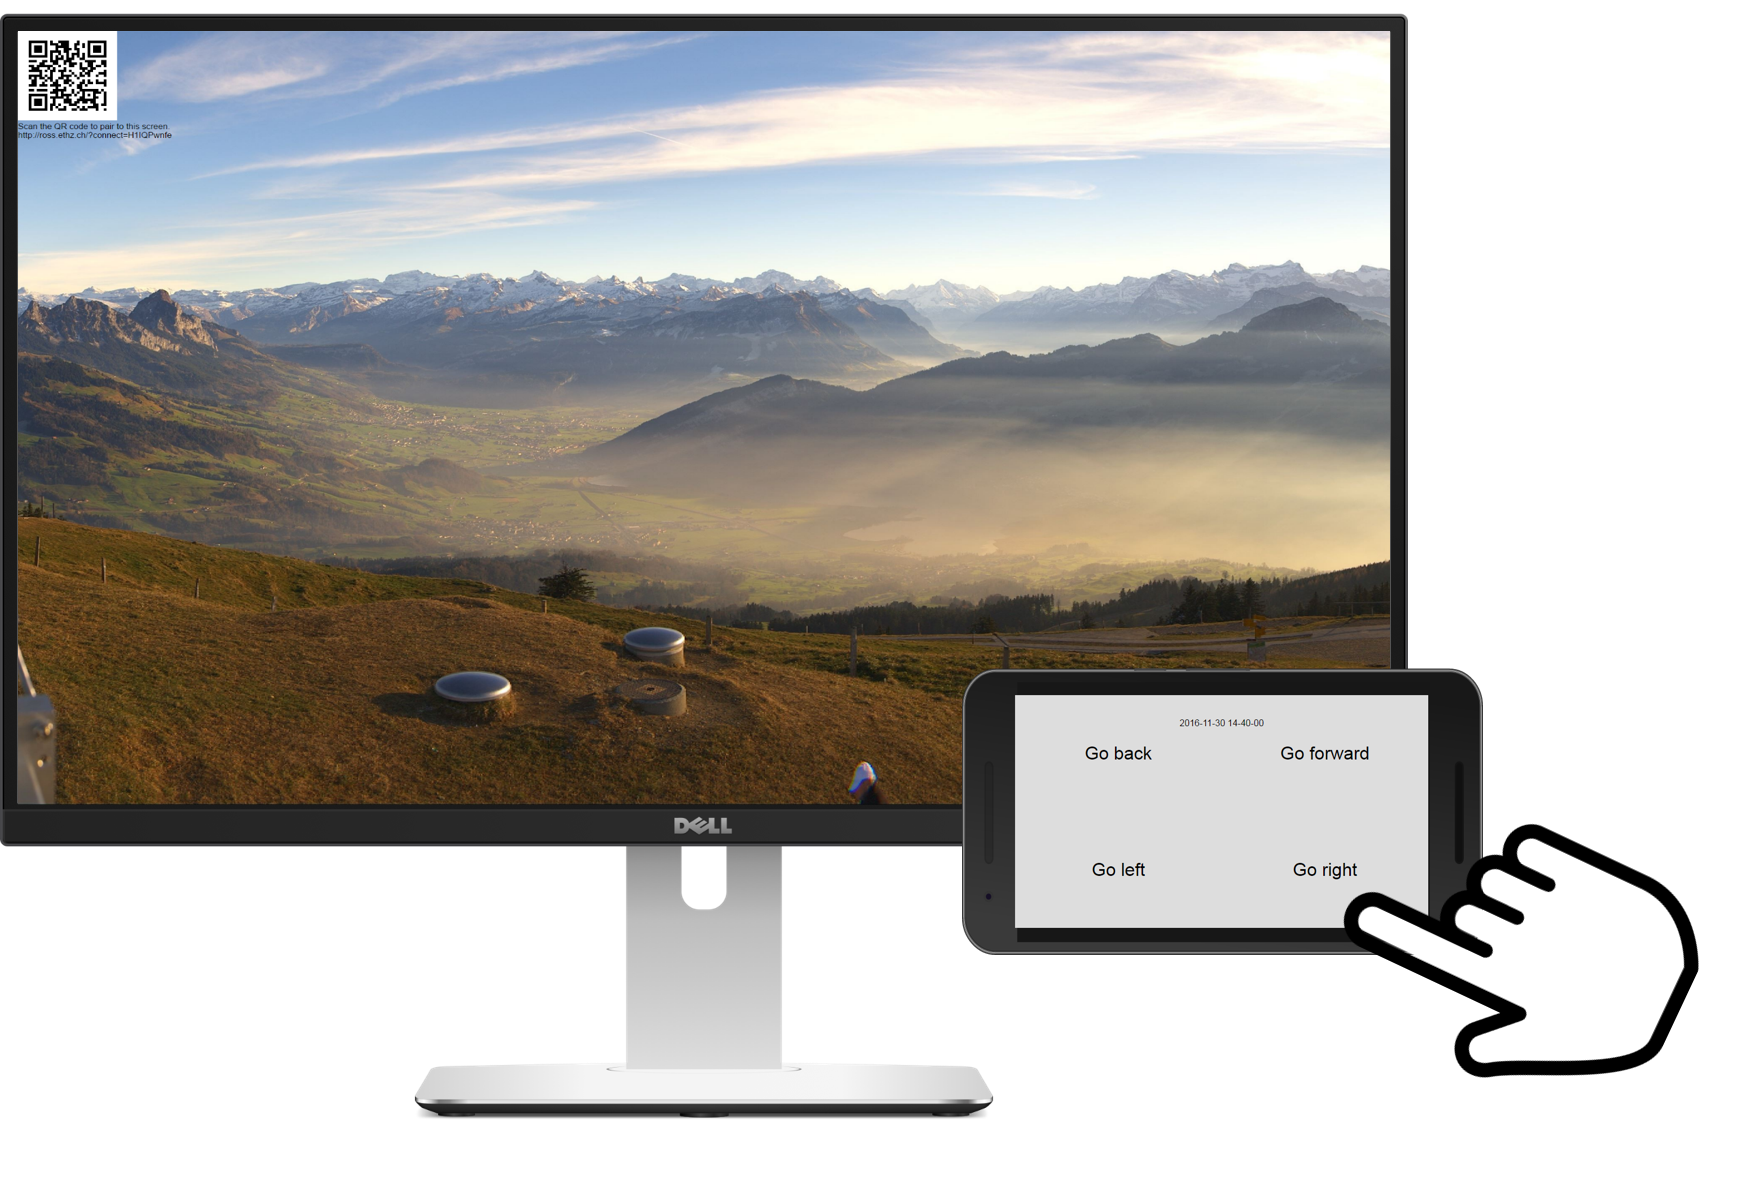 Scan the QR code to pair to this screen.
http://ross.ethz.ch/?connect=H1IQPwnfe
DELL
2016-11-30 14-40-00
Go back
Go forward
Go left
Go right